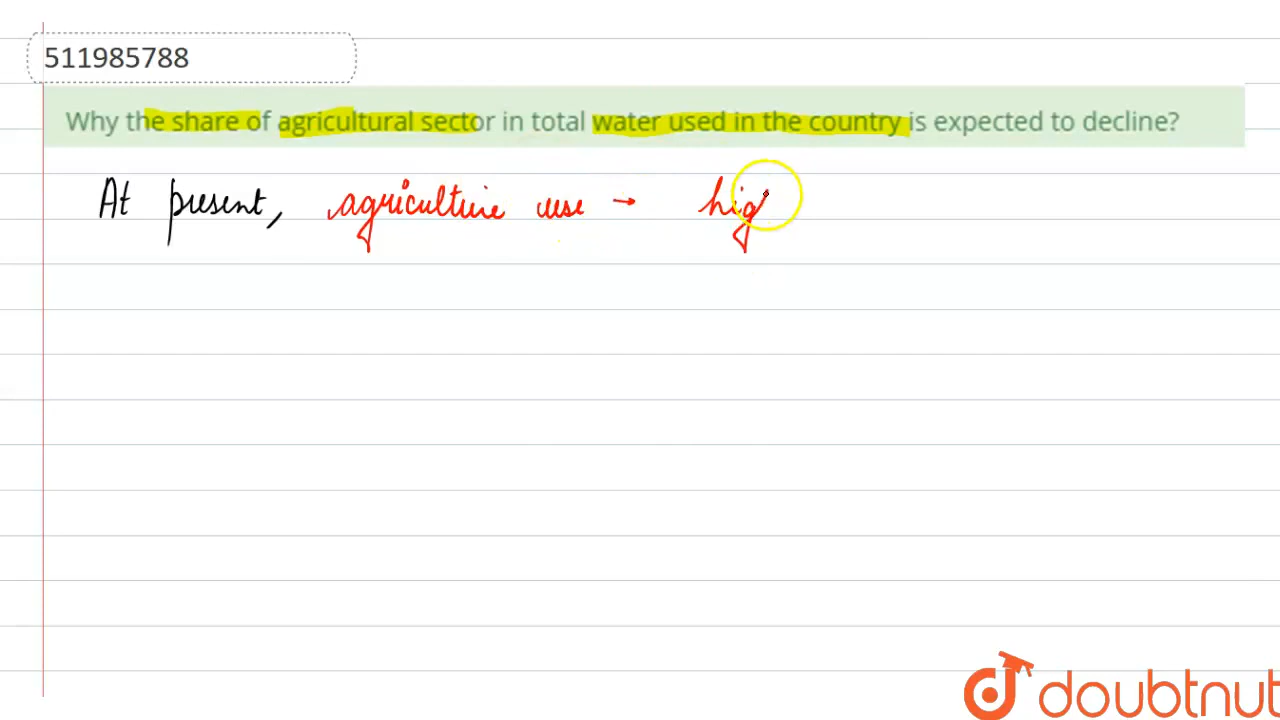 511985788
Why the share of agricultural sector in total water used in the country is expected to decline?
At present, agriculture use → hig
doubtnut